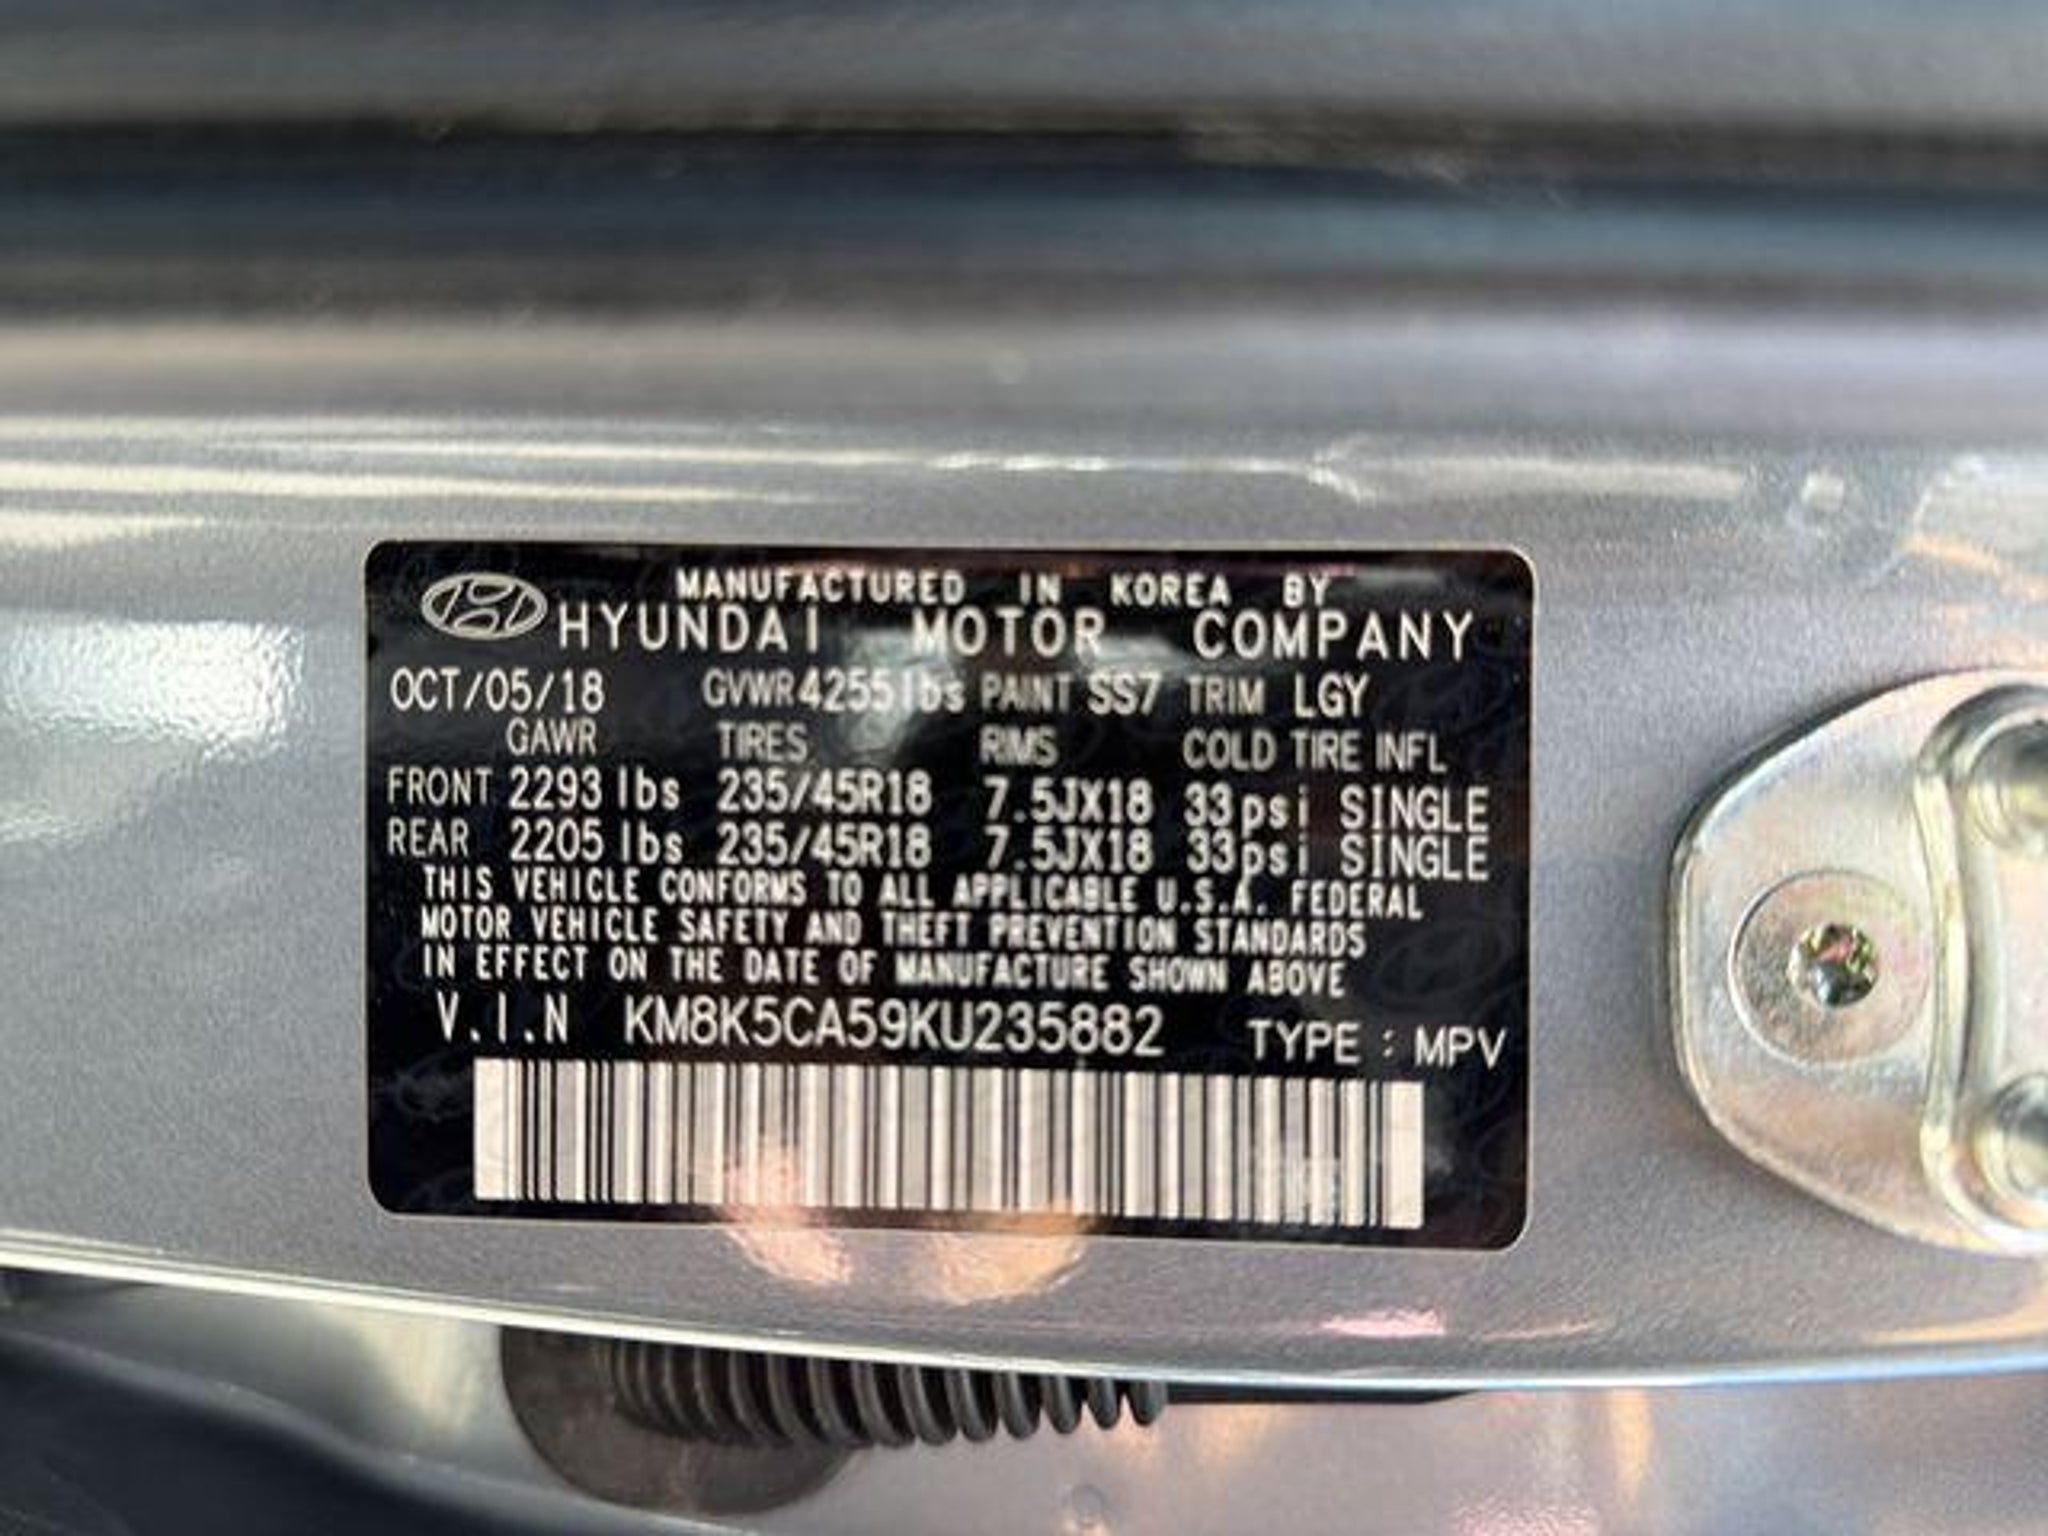 MANUFACTURED IN KOREA BY
HYUNDAI MOTOR COMPANY
OCT/05/18 GVWR 4255lbs PAINT SS7 TRIM LGY
GAWR TIRES RIMS COLD TIRE INFL
FRONT 2293 lbs 235/45R18 7.5JX18 33psi SINGLE
REAR 2205 lbs 235/45R18 7.5JX18 33psi SINGLE
THIS VEHICLE CONFORMS TO ALL APPLICABLE U.S.A. FEDERAL
MOTOR VEHICLE SAFETY AND THEFT PREVENTION STANDARDS
IN EFFECT ON THE DATE OF MANUFACTURE SHOWN ABOVE
V.I.N KM8K5CA59KU235882 TYPE : MPV